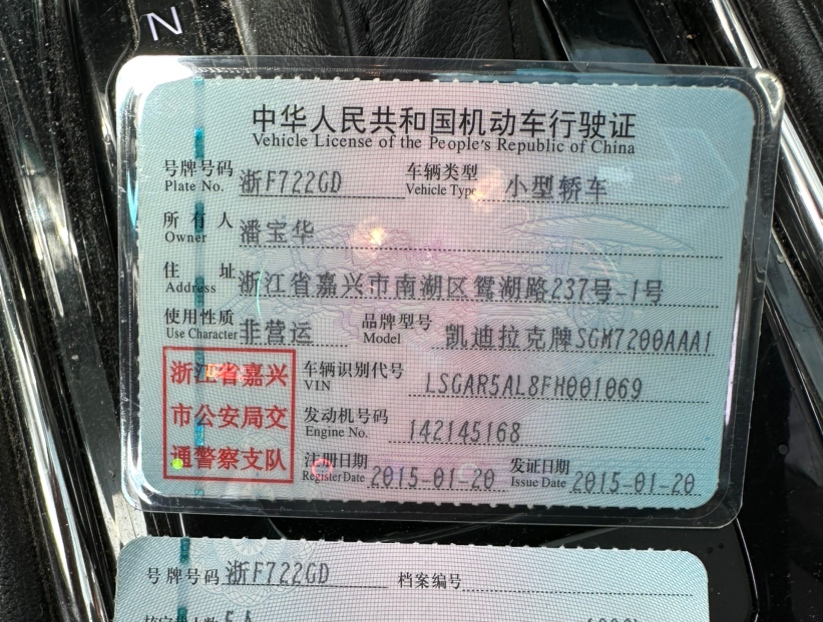 N
中华人民共和国机动车行驶证
Vehicle License of the People's Republic of China
号牌号码 浙F722GD 车辆类型 小型轿车
Plate No. Vehicle Type
所有人 潘宝华
Owner
住址 浙江省嘉兴市南湖区鸳湖路237号-1号
Address
使用性质 非营运 品牌型号 凯迪拉克牌SGM7200AAA1
Use Character Model
浙江省嘉兴
市公安局交
通警察支队
车辆识别代号 LSGAR5AL8FH001069
VIN
发动机号码 142145168
Engine No.
注册日期 2015-01-20 发证日期 2015-01-20
Register Date Issue Date
号牌号码 浙F722GD 档案编号